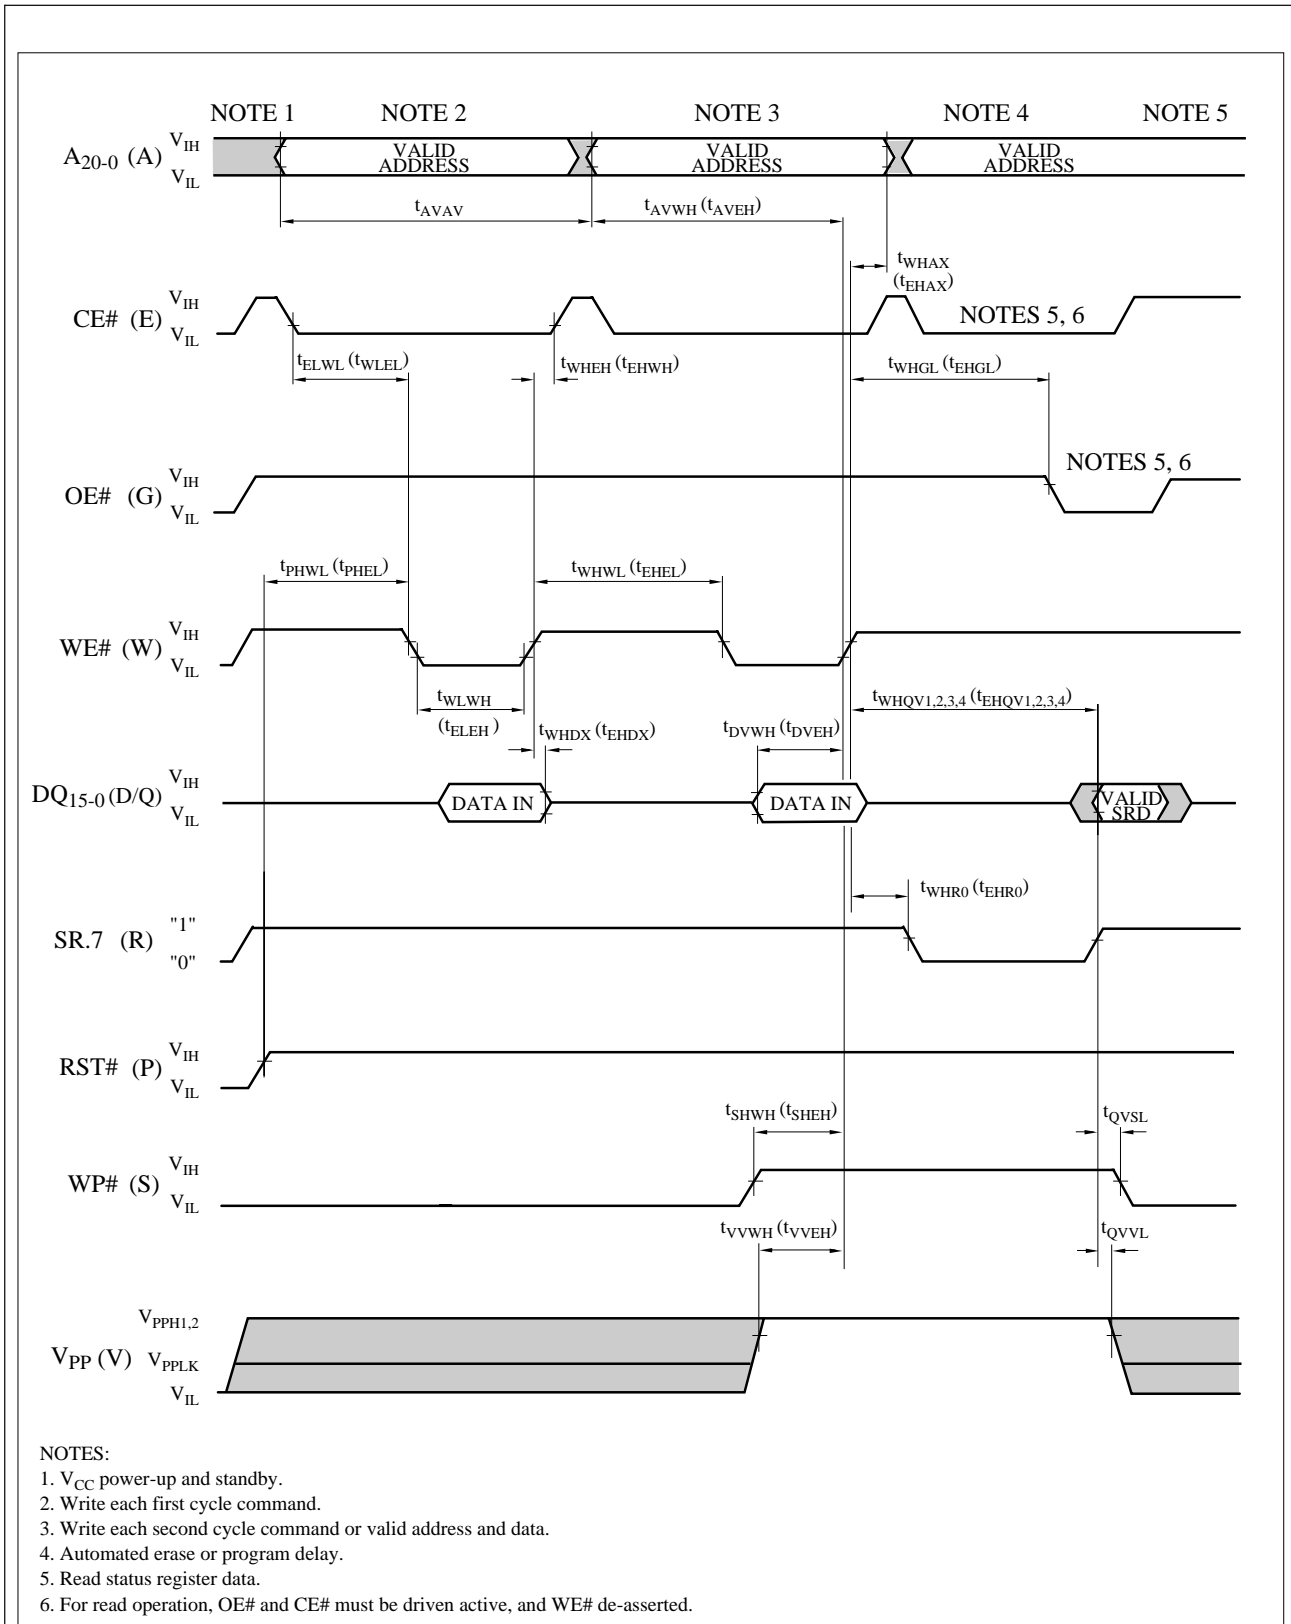 NOTE 1 NOTE 2 NOTE 3 NOTE 4 NOTE 5
A20-0 (A) VIH VIL
VALID ADDRESS VALID ADDRESS VALID ADDRESS
tAVAV tAVWH (tAVEH)
tWHAX
(tEHAX)
CE# (E) VIH VIL
NOTES 5, 6
tELWL (tWLEL) tWHEH (tEHWH) tWHGL (tEHGL)
OE# (G) VIH VIL
NOTES 5, 6
tPHWL (tPHEL) tWHWL (tEHEL)
WE# (W) VIH VIL
tWLWH
(tELEH)
tWHDX (tEHDX) tDVWH (tDVEH) tWHQV1,2,3,4 (tEHQV1,2,3,4)
DQ15-0 (D/Q) VIH VIL
DATA IN DATA IN VALID SRD
tWHR0 (tEHR0)
SR.7 (R) "1" "0"
RST# (P) VIH VIL
tSHWH (tSHEH) tQVSL
WP# (S) VIH VIL
tVVWH (tVVEH) tQVVL
VPP (V) VPPH1,2 VPPLK VIL
NOTES:
1. VCC power-up and standby.
2. Write each first cycle command.
3. Write each second cycle command or valid address and data.
4. Automated erase or program delay.
5. Read status register data.
6. For read operation, OE# and CE# must be driven active, and WE# de-asserted.